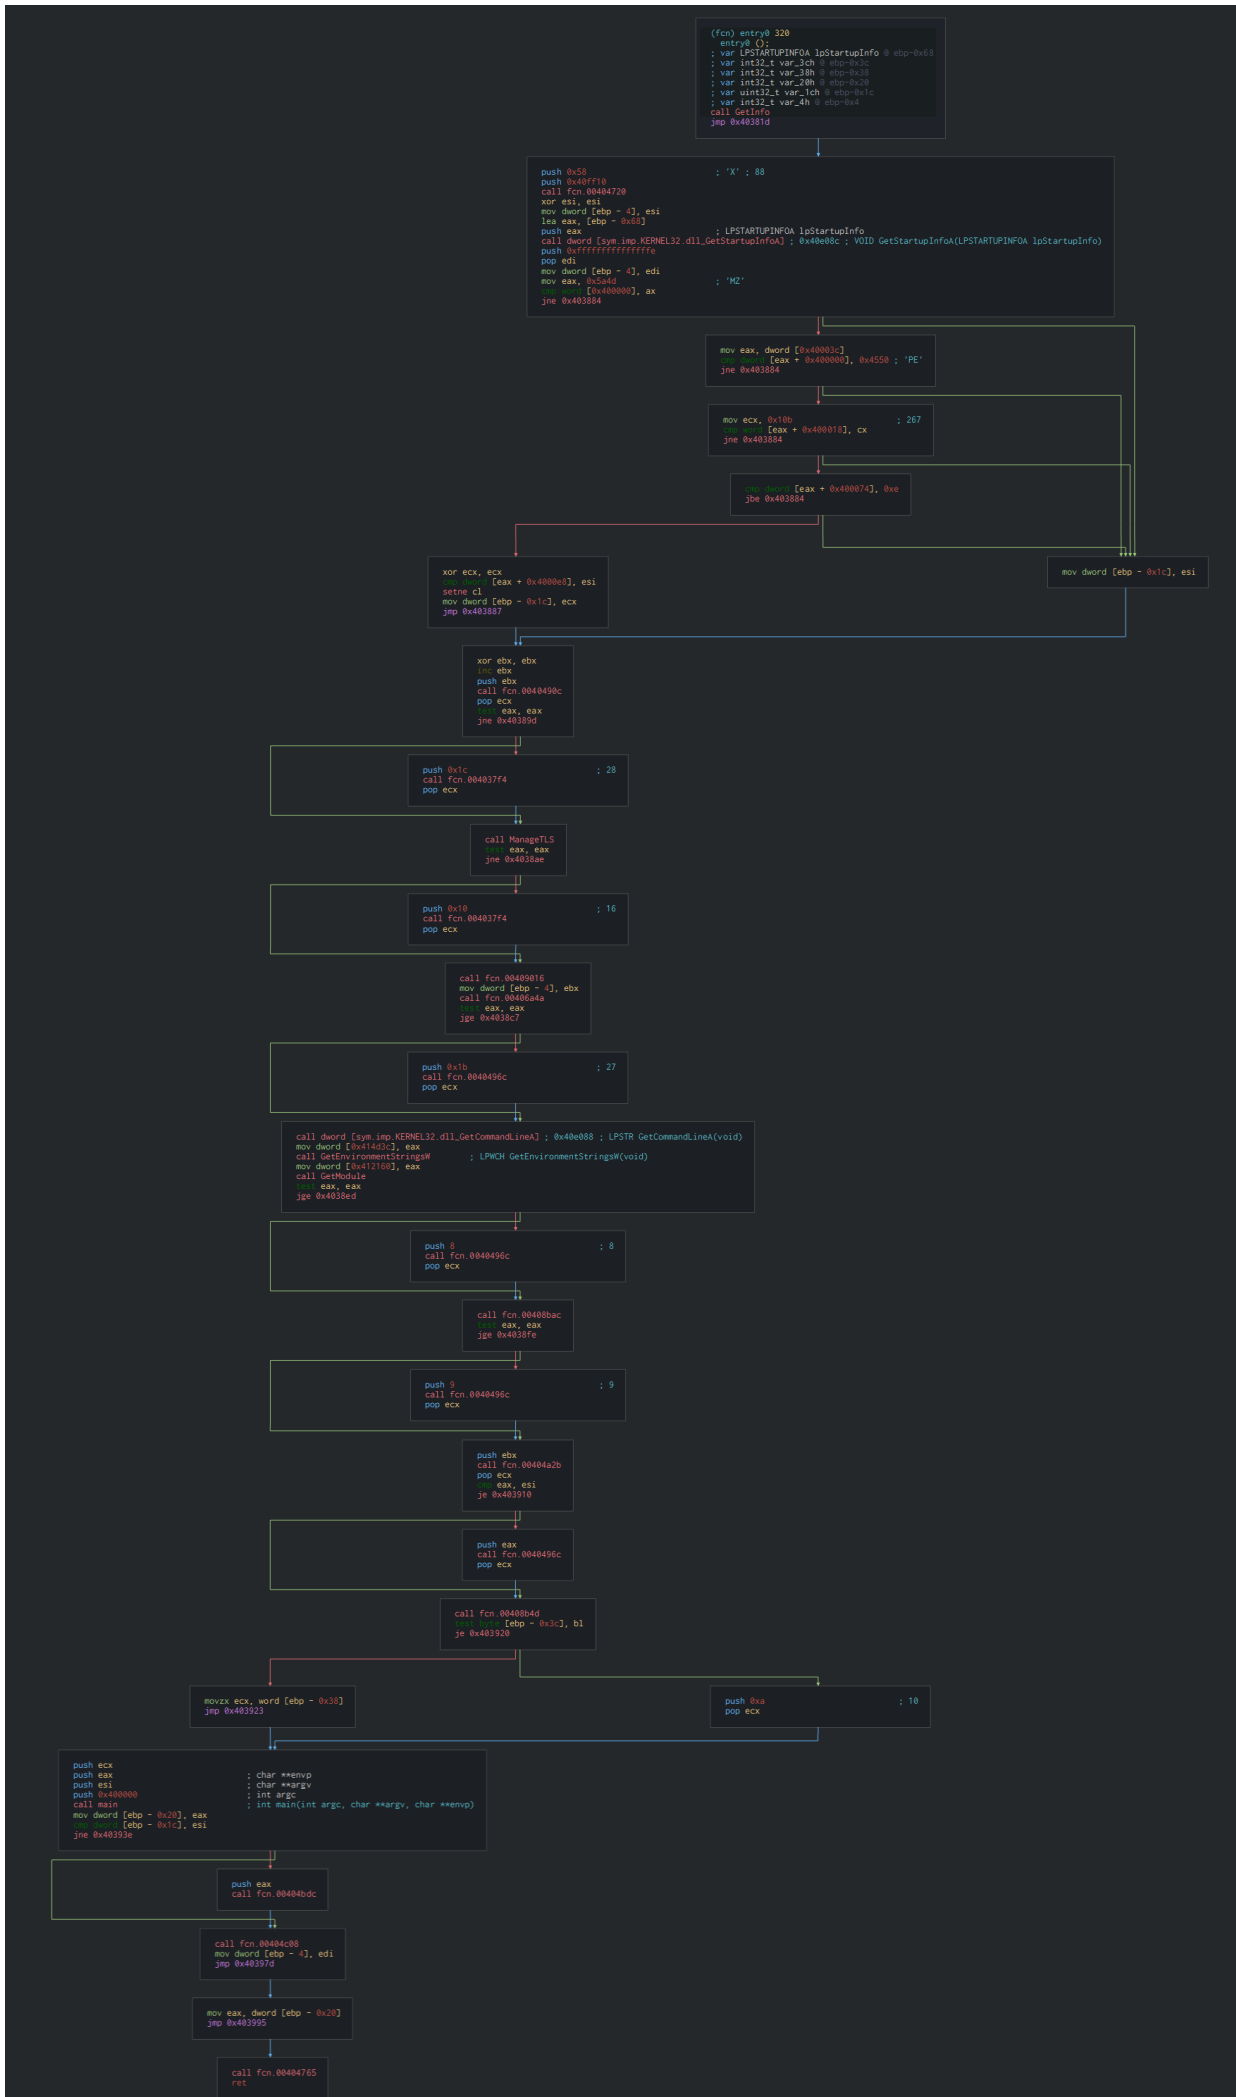 (fcn) entry0 320
entry0 ();
; var LPSTARTUPINFOA lpStartupInfo @ ebp-0x68
; var int32_t var_3ch @ ebp-0x3c
; var int32_t var_38h @ ebp-0x38
; var int32_t var_20h @ ebp-0x20
; var uint32_t var_1ch @ ebp-0x1c
; var int32_t var_4h @ ebp-0x4
call GetInfo
jmp 0x40381d
push 0x58 ; 'X' ; 88
push 0x40ff10
call fcn.00404720
xor esi, esi
mov dword [ebp - 4], esi
lea eax, [ebp - 0x68]
push eax ; LPSTARTUPINFOA lpStartupInfo
call dword [sym.imp.KERNEL32.dll_GetStartupInfoA] ; 0x40e08c ; VOID GetStartupInfoA(LPSTARTUPINFOA lpStartupInfo)
push 0xfffffffffffffffe
pop edi
mov dword [ebp - 4], edi
mov eax, 0x5a4d ; 'MZ'
cmp word [0x400000], ax
jne 0x403884
mov eax, dword [0x40003c]
cmp dword [eax + 0x400000], 0x4550 ; 'PE'
jne 0x403884
mov ecx, 0x10b ; 267
cmp word [eax + 0x400018], cx
jne 0x403884
cmp dword [eax + 0x400074], 0xe
jbe 0x403884
xor ecx, ecx
cmp dword [eax + 0x4000e8], esi
setne cl
mov dword [ebp - 0x1c], ecx
jmp 0x403887
mov dword [ebp - 0x1c], esi
xor ebx, ebx
inc ebx
push ebx
call fcn.0040490c
pop ecx
test eax, eax
jne 0x40389d
push 0x1c ; 28
call fcn.004037f4
pop ecx
call ManageTLS
test eax, eax
jne 0x4038ae
push 0x10 ; 16
call fcn.004037f4
pop ecx
call fcn.00409016
mov dword [ebp - 4], ebx
call fcn.00406a4a
test eax, eax
jge 0x4038c7
push 0x1b ; 27
call fcn.0040496c
pop ecx
call dword [sym.imp.KERNEL32.dll_GetCommandLineA] ; 0x40e088 ; LPSTR GetCommandLineA(void)
mov dword [0x414d3c], eax
call GetEnvironmentStringsW ; LPWCH GetEnvironmentStringsW(void)
mov dword [0x412160], eax
call GetModule
test eax, eax
jge 0x4038ed
push 8 ; 8
call fcn.0040496c
pop ecx
call fcn.00408bac
test eax, eax
jge 0x4038fe
push 9 ; 9
call fcn.0040496c
pop ecx
push ebx
call fcn.00404a2b
pop ecx
cmp eax, esi
je 0x403910
push eax
call fcn.0040496c
pop ecx
call fcn.00408b4d
test byte [ebp - 0x3c], bl
je 0x403920
movzx ecx, word [ebp - 0x38]
jmp 0x403923
push 0xa ; 10
pop ecx
push ecx
push eax ; char **envp
push esi ; char **argv
push 0x400000 ; int argc
call main ; int main(int argc, char **argv, char **envp)
mov dword [ebp - 0x20], eax
cmp dword [ebp - 0x1c], esi
jne 0x40393e
push eax
call fcn.00404bdc
call fcn.00404c08
mov dword [ebp - 4], edi
jmp 0x40397d
mov eax, dword [ebp - 0x20]
jmp 0x403995
call fcn.00404765
ret